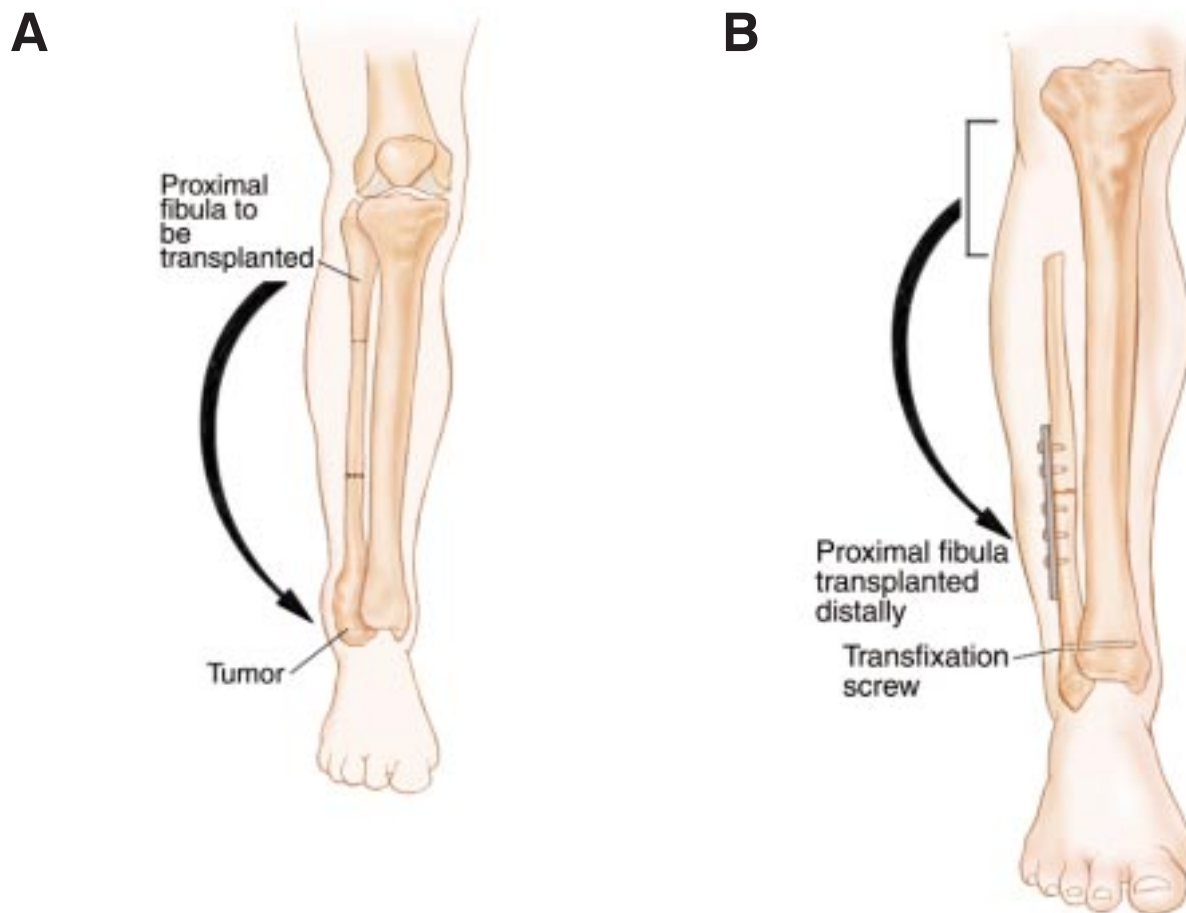 A
Proximal
fibula to
be
transplanted
Tumor
B
Proximal fibula
transplanted
distally
Transfixation
screw